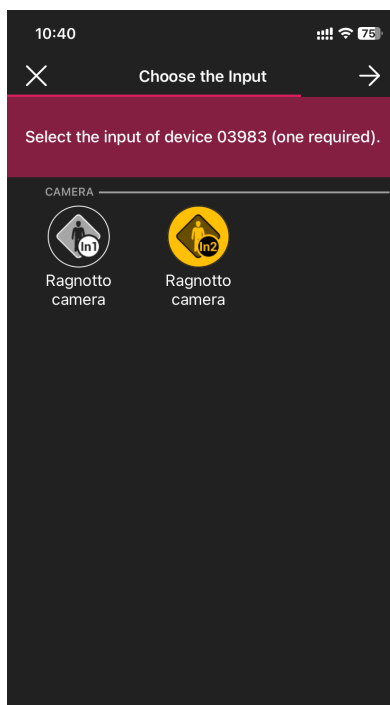 10:40
75
Choose the Input
Select the input of device 03983 (one required).
CAMERA
In1
In2
Ragnotto
camera
Ragnotto
camera